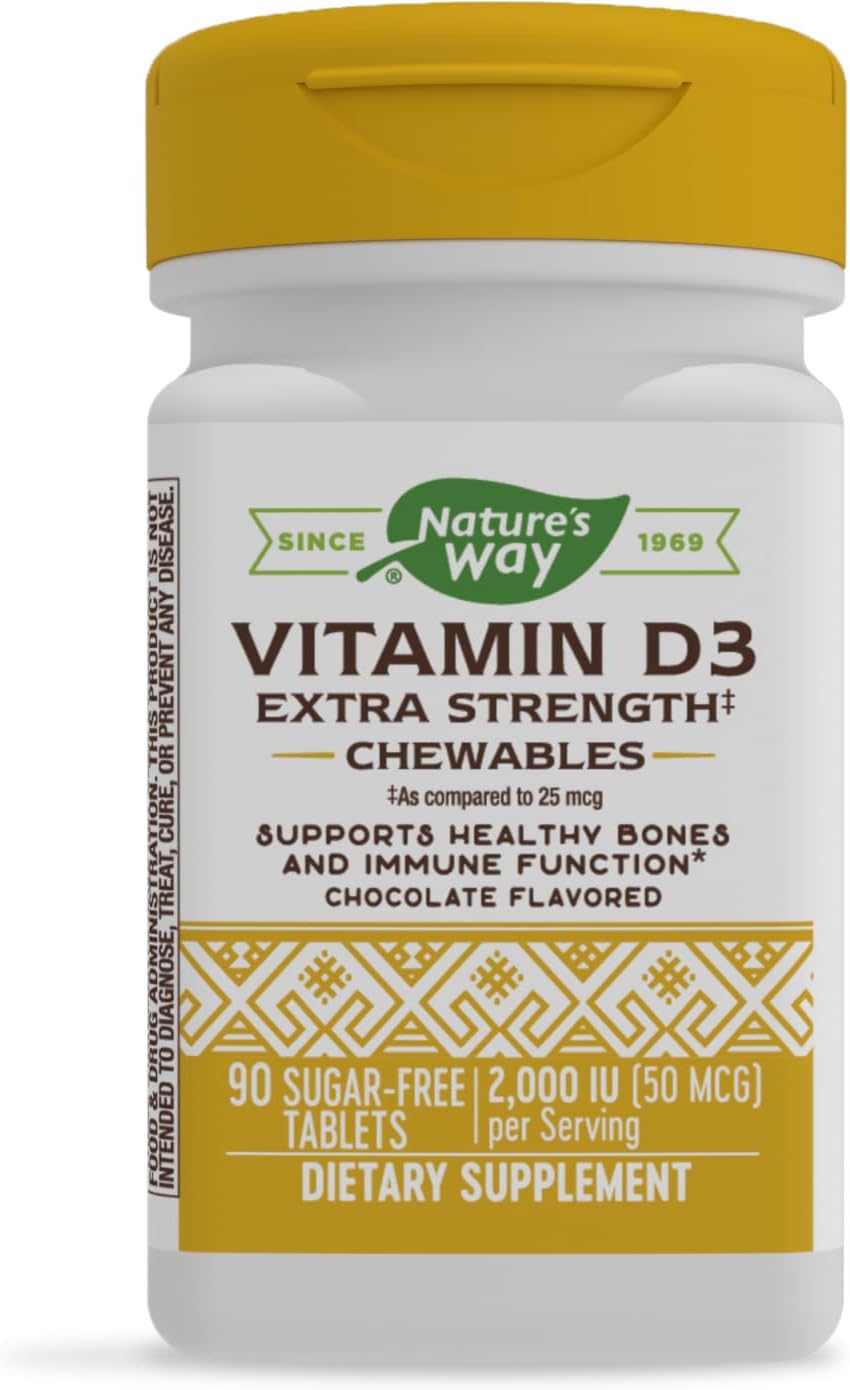 SINCE
Nature's
Way
®
1969
VITAMIN D3
EXTRA STRENGTH‡
CHEWABLES
‡As compared to 25 mcg
SUPPORTS HEALTHY BONES
AND IMMUNE FUNCTION*
CHOCOLATE FLAVORED
90 SUGAR-FREE
TABLETS
2,000 IU (50 MCG)
per Serving
DIETARY SUPPLEMENT
FOOD & DRUG ADMINISTRATION. THIS PRODUCT IS NOT
INTENDED TO DIAGNOSE, TREAT, CURE, OR PREVENT ANY DISEASE.